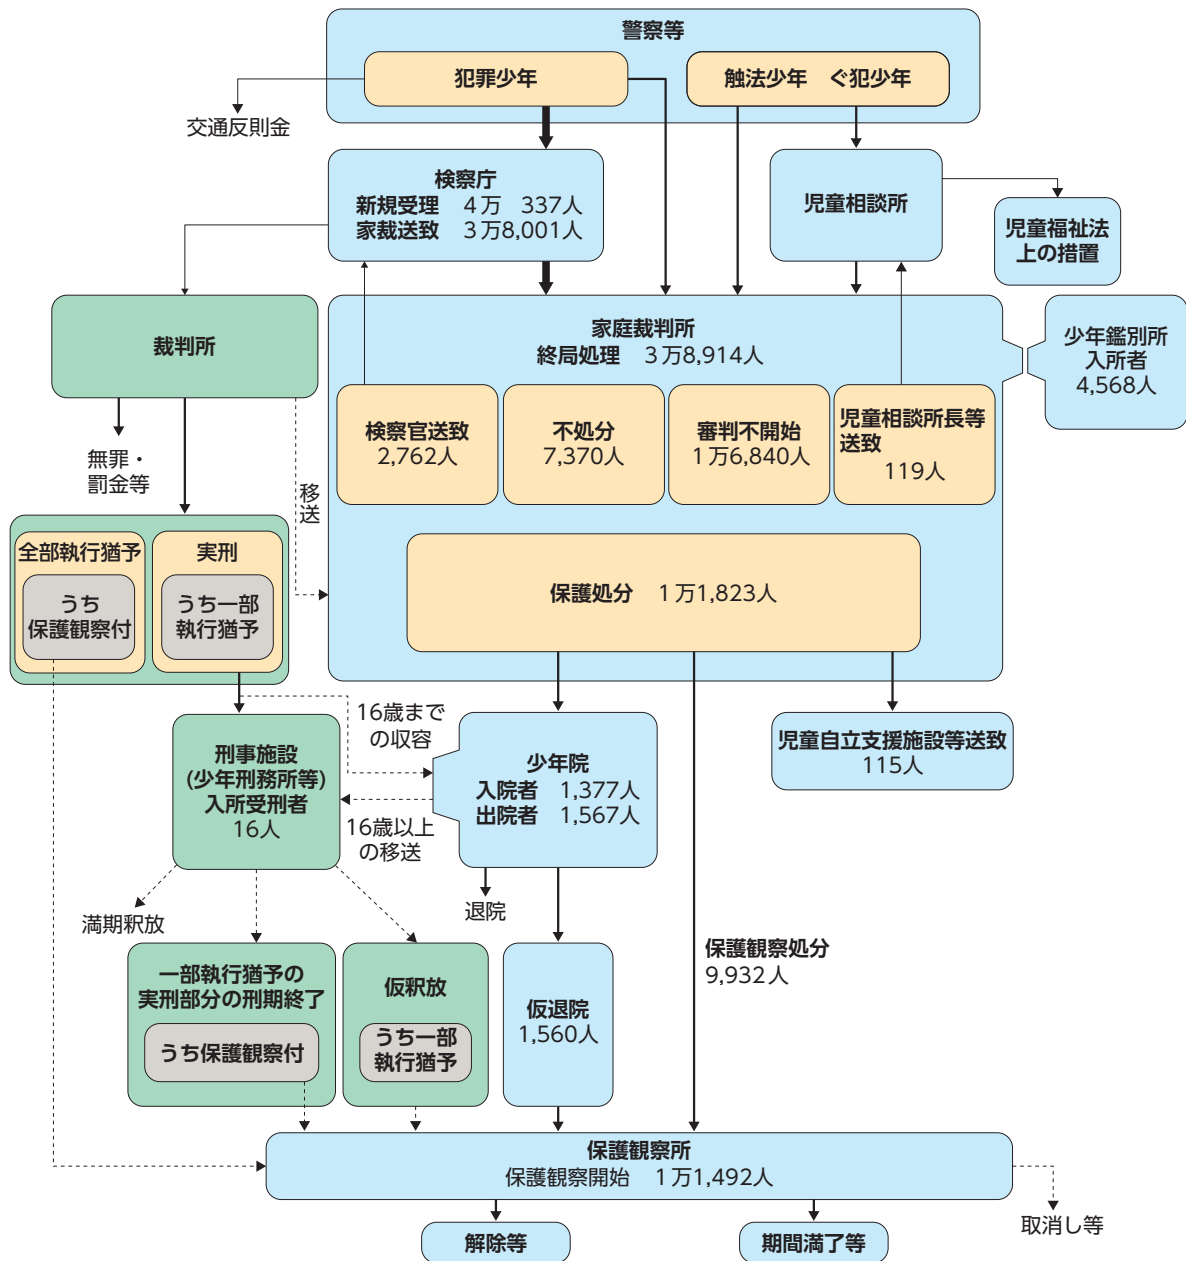 警察等
犯罪少年
触法少年　ぐ犯少年
交通反則金
検察庁
新規受理　4万　337人
家裁送致　3万8,001人
児童相談所
児童福祉法
上の措置
裁判所
家庭裁判所
終局処理　3万8,914人
少年鑑別所
入所者
4,568人
検察官送致
2,762人
不処分
7,370人
審判不開始
1万6,840人
児童相談所長等
送致
119人
無罪・
罰金等
移送
全部執行猶予
うち
保護観察付
実刑
うち一部
執行猶予
保護処分　1万1,823人
16歳まで
の収容
刑事施設
(少年刑務所等)
入所受刑者
16人
少年院
入院者　1,377人
出院者　1,567人
児童自立支援施設等送致
115人
16歳以上
の移送
満期釈放
退院
一部執行猶予の
実刑部分の刑期終了
うち保護観察付
仮釈放
うち一部
執行猶予
仮退院
1,560人
保護観察処分
9,932人
保護観察所
保護観察開始　1万1,492人
取消し等
解除等
期間満了等